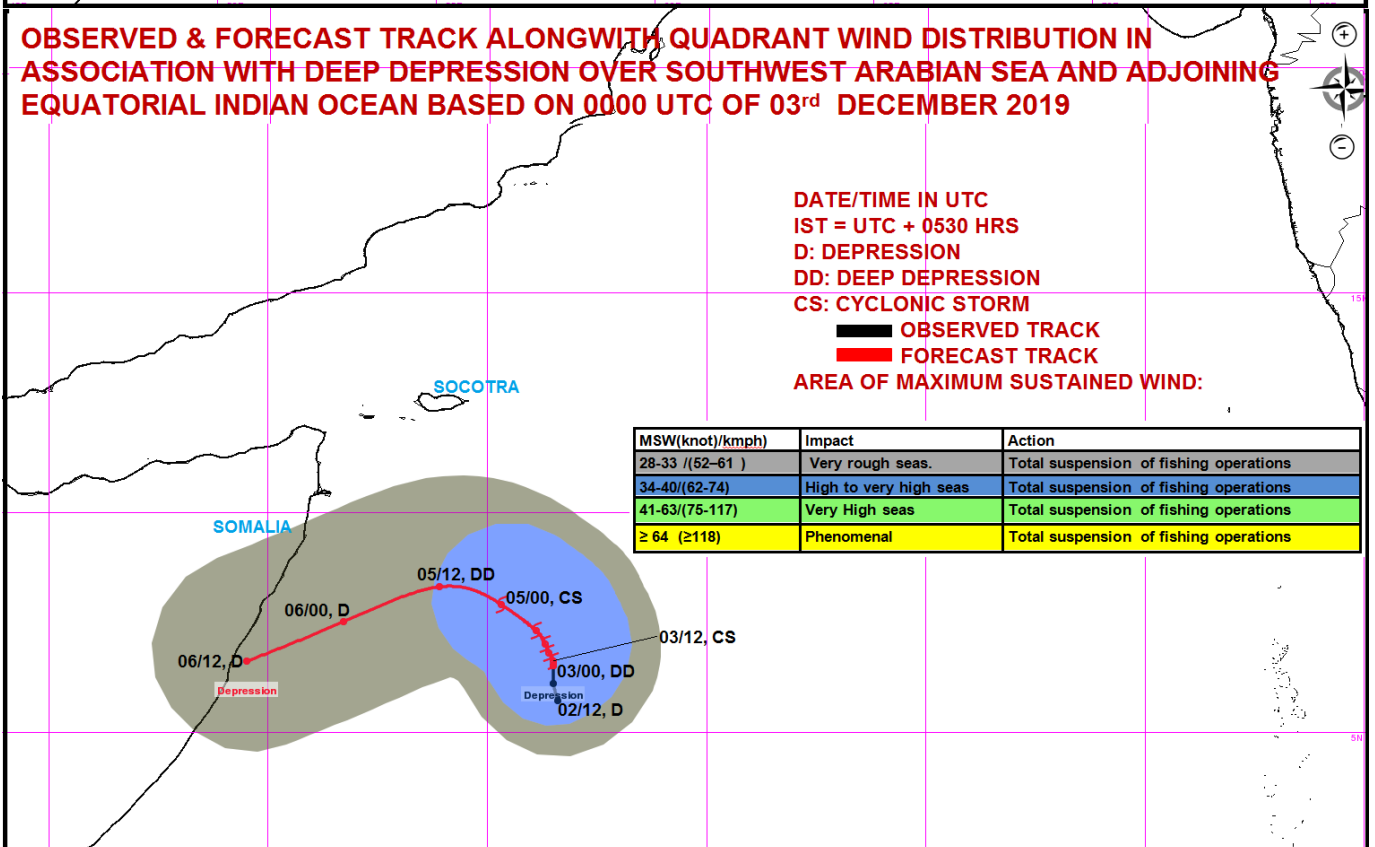 OBSERVED & FORECAST TRACK ALONGWITH QUADRANT WIND DISTRIBUTION IN
ASSOCIATION WITH DEEP DEPRESSION OVER SOUTHWEST ARABIAN SEA AND ADJOINING
EQUATORIAL INDIAN OCEAN BASED ON 0000 UTC OF 03rd DECEMBER 2019
DATE/TIME IN UTC
IST = UTC + 0530 HRS
D: DEPRESSION
DD: DEEP DEPRESSION
CS: CYCLONIC STORM
OBSERVED TRACK
FORECAST TRACK
AREA OF MAXIMUM SUSTAINED WIND:
15N
SOCOTRA
MSW(knot)/kmph) Impact Action
28-33 /(52–61 ) Very rough seas. Total suspension of fishing operations
34-40/(62-74) High to very high seas Total suspension of fishing operations
41-63/(75-117) Very High seas Total suspension of fishing operations
≥ 64 (≥118) Phenomenal Total suspension of fishing operations
SOMALIA
05/12, DD
05/00, CS
06/00, D
03/12, CS
06/12, D
03/00, DD
Depression
Depression
02/12, D
5N